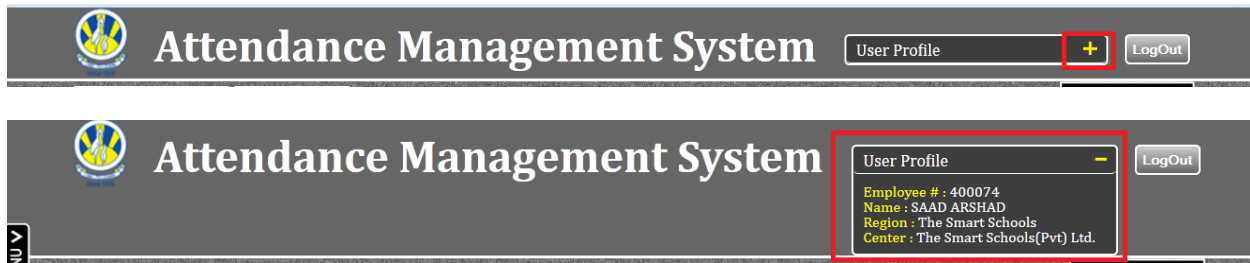 Attendance Management System
User Profile +
LogOut
Attendance Management System
User Profile −
LogOut
Employee # : 400074
Name : SAAD ARSHAD
Region : The Smart Schools
Center : The Smart Schools(Pvt) Ltd.
NU >